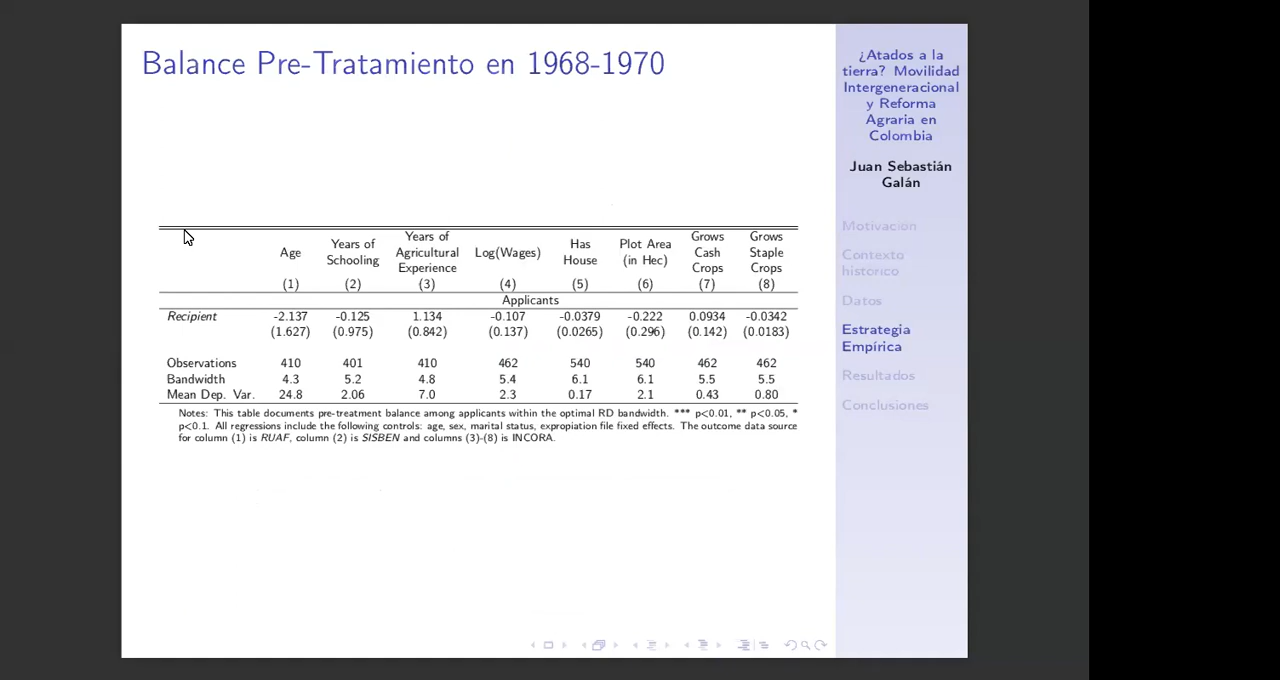 Balance Pre-Tratamiento en 1968-1970
Age
Years of
Schooling
Years of
Agricultural
Experience
Log(Wages)
Has
House
Plot Area
(in Hec)
Grows
Cash
Crops
Grows
Staple
Crops
(1) (2) (3) (4) (5) (6) (7) (8)
Applicants
Recipient -2.137 -0.125 1.134 -0.107 -0.0379 -0.222 0.0934 -0.0342
(1.627) (0.975) (0.842) (0.137) (0.0265) (0.296) (0.142) (0.0183)
Observations 410 401 410 462 540 540 462 462
Bandwidth 4.3 5.2 4.8 5.4 6.1 6.1 5.5 5.5
Mean Dep. Var. 24.8 2.06 7.0 2.3 0.17 2.1 0.43 0.80
Notes: This table documents pre-treatment balance among applicants within the optimal RD bandwidth. *** p<0.01, ** p<0.05, *
p<0.1. All regressions include the following controls: age, sex, marital status, expropiation file fixed effects. The outcome data source
for column (1) is RUAF, column (2) is SISBEN and columns (3)-(8) is INCORA.
¿Atados a la
tierra? Movilidad
Intergeneracional
y Reforma
Agraria en
Colombia
Juan Sebastián
Galán
Motivación
Contexto
histórico
Datos
Estrategia
Empírica
Resultados
Conclusiones